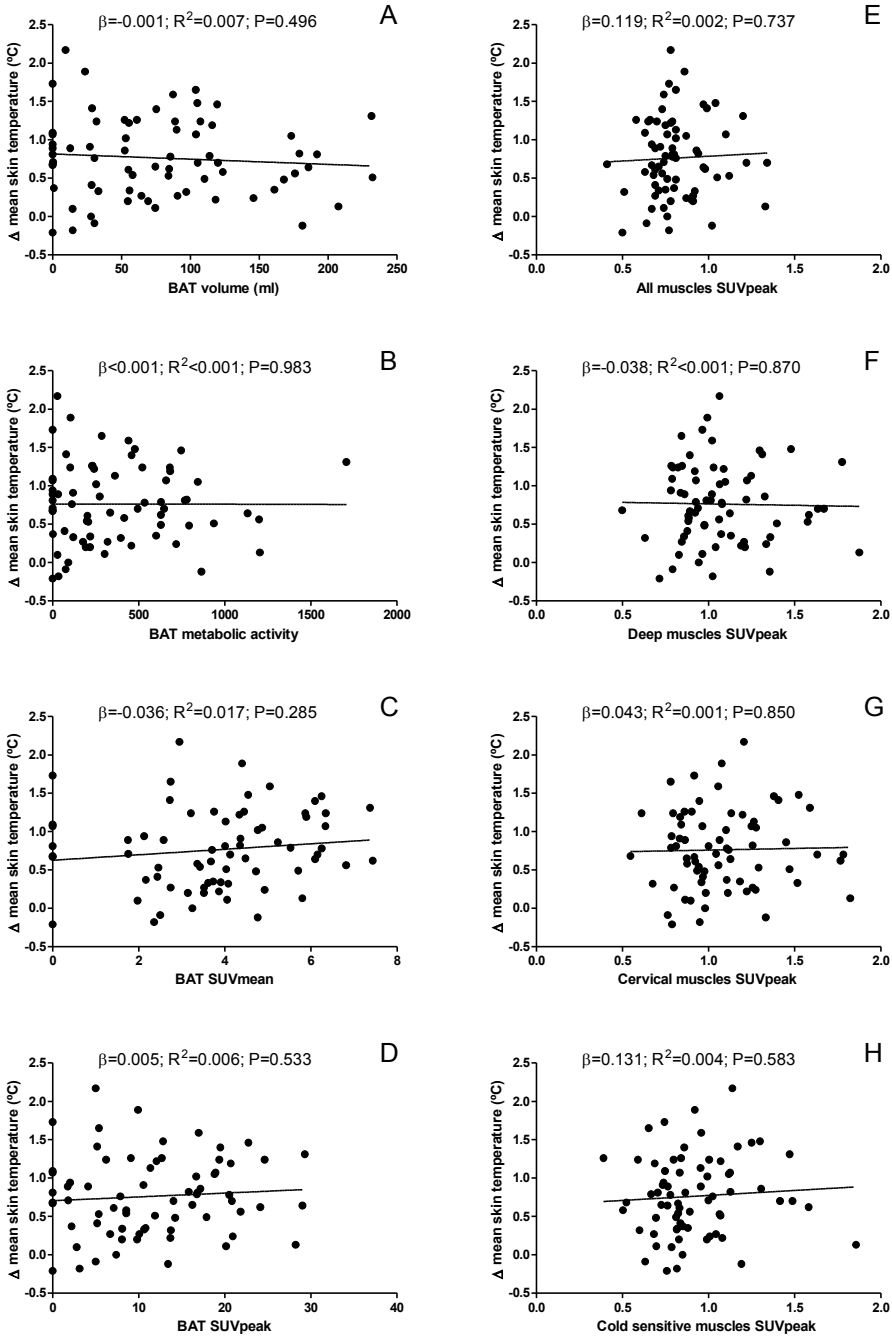 β=-0.001; R²=0.007; P=0.496
A
Δ mean skin temperature (ºC)
2.5
2.0
1.5
1.0
0.5
0.0
-0.5
0 50 100 150 200 250
BAT volume (ml)
β=0.119; R²=0.002; P=0.737
E
Δ mean skin temperature (ºC)
2.5
2.0
1.5
1.0
0.5
0.0
-0.5
0.0 0.5 1.0 1.5 2.0
All muscles SUVpeak
β<0.001; R²<0.001; P=0.983
B
Δ mean skin temperature (ºC)
2.5
2.0
1.5
1.0
0.5
0.0
-0.5
0 500 1000 1500 2000
BAT metabolic activity
β=-0.038; R²<0.001; P=0.870
F
Δ mean skin temperature (ºC)
2.5
2.0
1.5
1.0
0.5
0.0
-0.5
0.0 0.5 1.0 1.5 2.0
Deep muscles SUVpeak
β=-0.036; R²=0.017; P=0.285
C
Δ mean skin temperature (ºC)
2.5
2.0
1.5
1.0
0.5
0.0
-0.5
0 2 4 6 8
BAT SUVmean
β=0.043; R²=0.001; P=0.850
G
Δ mean skin temperature (ºC)
2.5
2.0
1.5
1.0
0.5
0.0
-0.5
0.0 0.5 1.0 1.5 2.0
Cervical muscles SUVpeak
β=0.005; R²=0.006; P=0.533
D
Δ mean skin temperature (ºC)
2.5
2.0
1.5
1.0
0.5
0.0
-0.5
0 10 20 30 40
BAT SUVpeak
β=0.131; R²=0.004; P=0.583
H
Δ mean skin temperature (ºC)
2.5
2.0
1.5
1.0
0.5
0.0
-0.5
0.0 0.5 1.0 1.5 2.0
Cold sensitive muscles SUVpeak